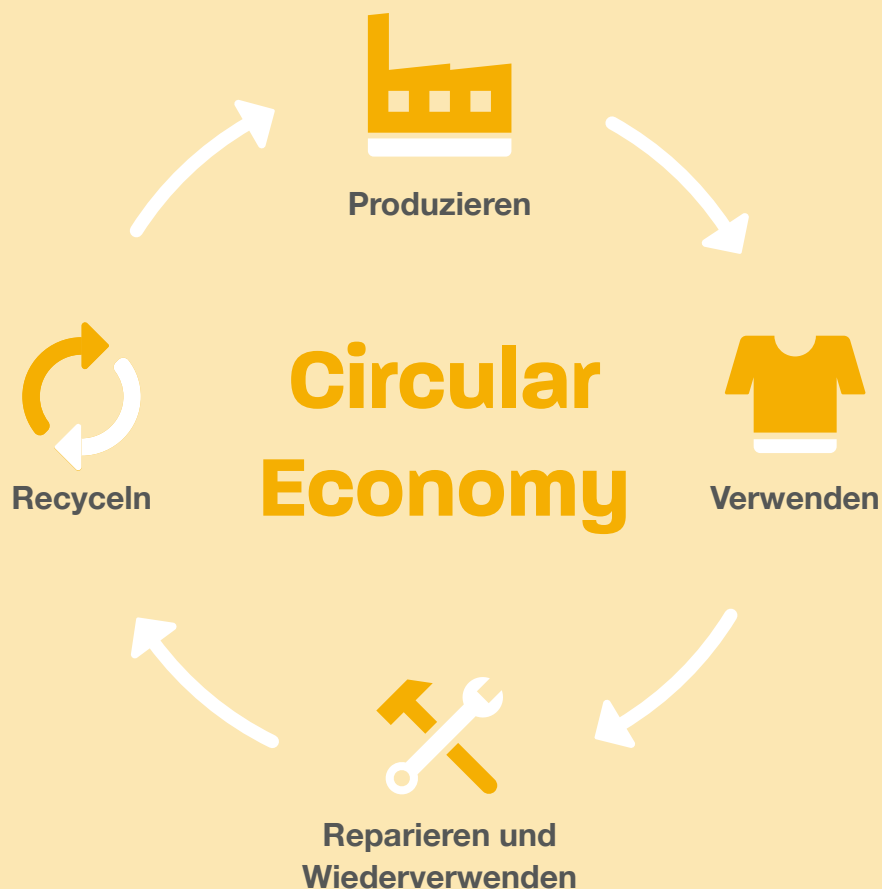 Produzieren
Circular
Economy
Recyceln
Verwenden
Reparieren und
Wiederverwenden